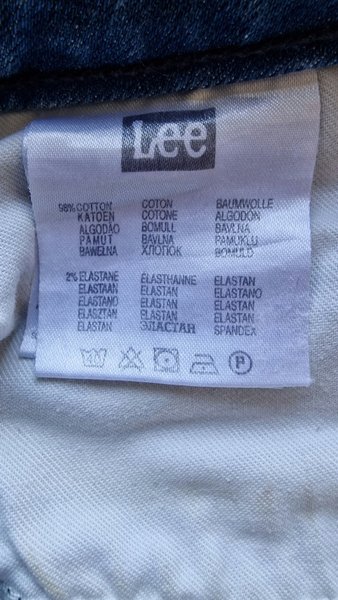 Lee
98% COTTON COTON BAUMWOLLE
KATOEN COTONE ALGODON
ALGODAO BOMULL BAVLNA
PAMUT BAVLNA PAMUKLU
BAWELNA ХЛОПОК BOMULD
2% ELASTANE ÉLASTHANNE ELASTAN
ELASTAAN ELASTAN ELASTANO
ELASTANO ELASTAN ELASTAN
ELASZTAN ELASTAN ELASTAN
ELASTAN ЭЛАСТАН SPANDEX
P